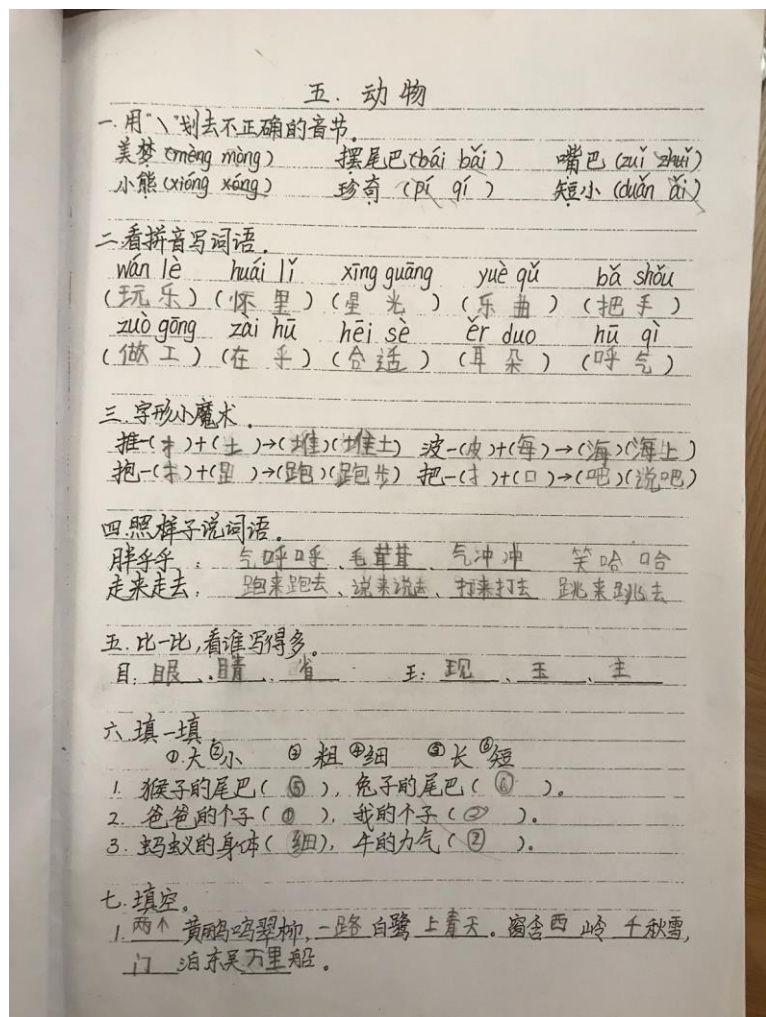 五.动物
一.用"\"划去不正确的音节。
美梦(mèng mòng) 摆尾巴(bái bǎi) 嘴巴(zuǐ zhuǐ)
小熊(xióng xóng) 珍奇(pí qí) 短小(duǎn ǎi)
二.看拼音写词语。
wán lè huái lǐ xīng guāng yuè qǔ bǎ shǒu
(玩乐)(怀里)(星光)(乐曲)(把手)
zuò gōng zài hū hēi sè ěr duo hū qì
(做工)(在乎)(合适)(耳朵)(呼气)
三.字形小魔术.
推-(扌)+(土)→(堆)(堆土) 波-(皮)+(每)→(海)(海上)
抱-(扌)+(𧾷)→(跑)(跑步) 把-(扌)+(口)→(吧)(说吧)
四.照样子说词语。
胖乎乎: 气呼呼、毛茸茸、气冲冲 笑哈哈
走来走去: 跑来跑去、说来说去、打来打去 跳来跳去
五.比一比,看谁写得多。
目:眼、睛、省 王:现、玉、主
六.填一填.
①大②小 ③粗④细 ⑤长⑥短
1.猴子的尾巴(⑤),兔子的尾巴(⑥)。
2.爸爸的个子(①),我的个子(②)。
3.蚂蚁的身体(细),牛的力气(②)。
七.填空。
1.两个黄鹂鸣翠柳,一路白鹭上青天。窗含西岭千秋雪,
门泊东吴万里船。